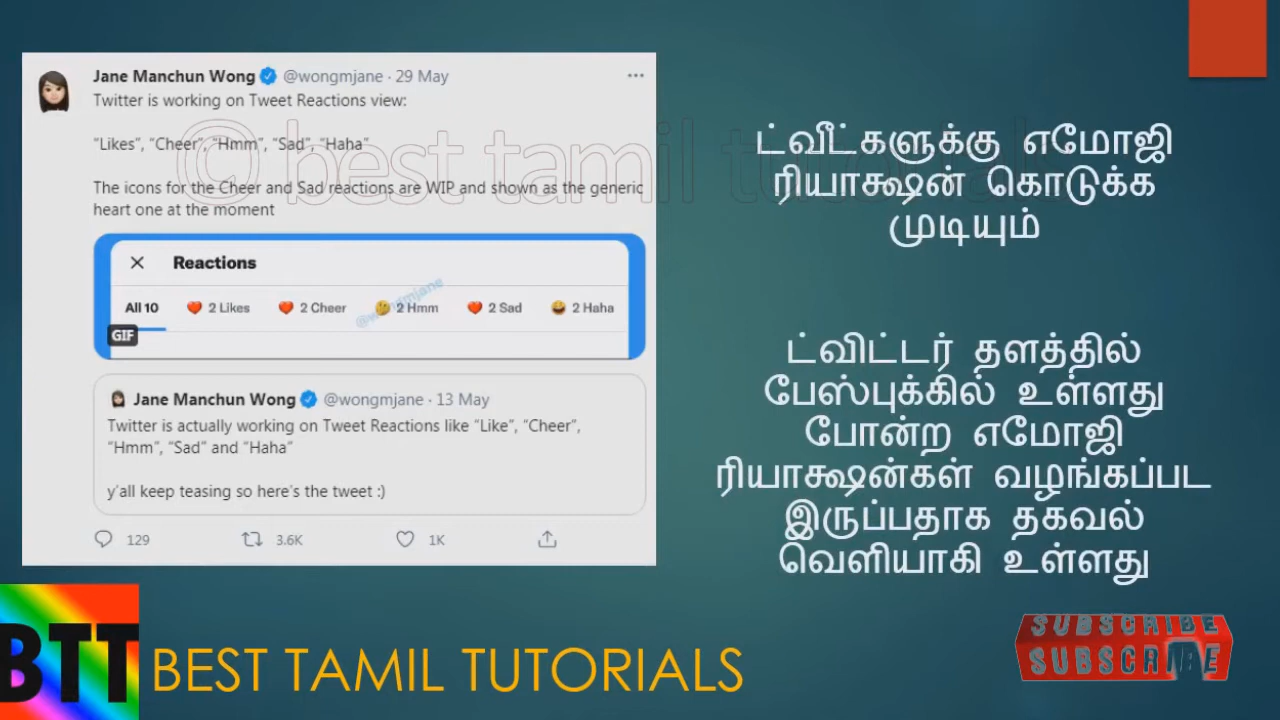 Jane Manchun Wong @wongmjane · 29 May
Twitter is working on Tweet Reactions view:
“Likes”, “Cheer”, “Hmm”, “Sad”, “Haha”
The icons for the Cheer and Sad reactions are WIP and shown as the generic
heart one at the moment
Reactions
All 10 2 Likes 2 Cheer 2 Hmm 2 Sad 2 Haha
@wongmjane
GIF
Jane Manchun Wong @wongmjane · 13 May
Twitter is actually working on Tweet Reactions like “Like”, “Cheer”,
“Hmm”, “Sad” and “Haha”
y’all keep teasing so here’s the tweet :)
129 3.6K 1K
© best tamil tutorials
ட்வீட்களுக்கு எமோஜி
ரியாக்ஷன் கொடுக்க
முடியும்
ட்விட்டர் தளத்தில்
பேஸ்புக்கில் உள்ளது
போன்ற எமோஜி
ரியாக்ஷன்கள் வழங்கப்பட
இருப்பதாக தகவல்
வெளியாகி உள்ளது
BTT
BEST TAMIL TUTORIALS
SUBSCRIBE
SUBSCRIBE